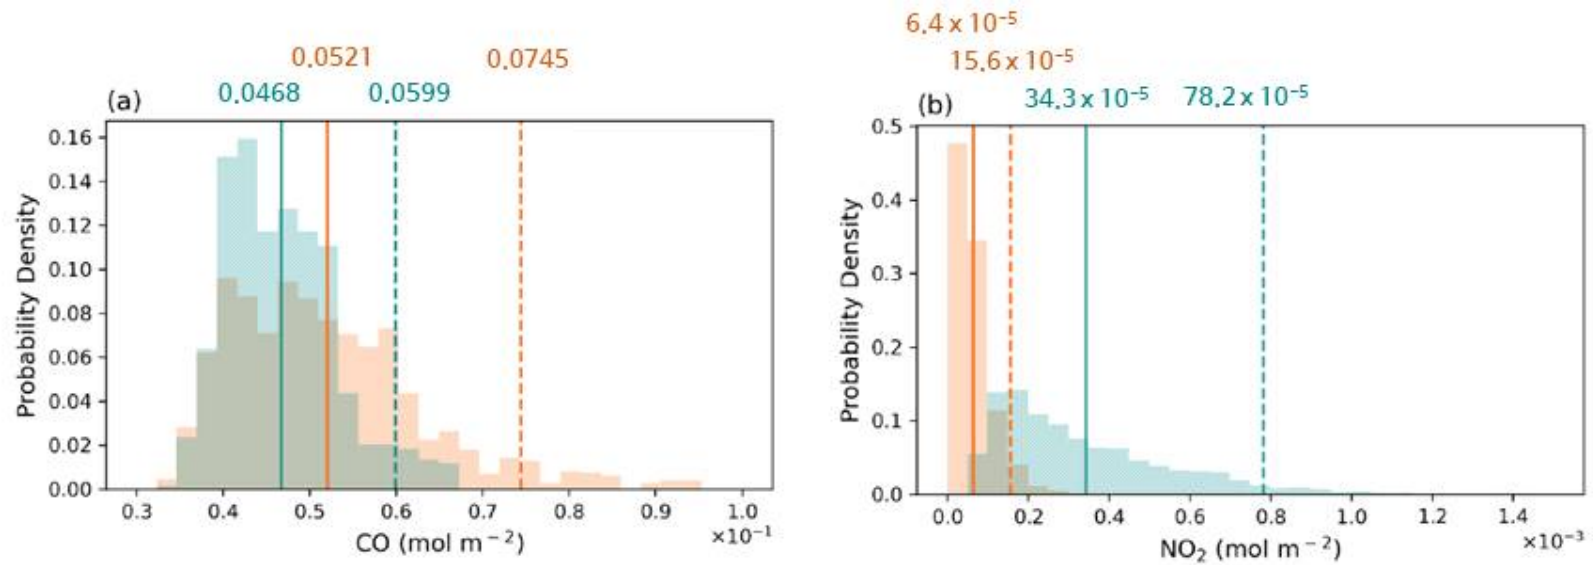 0.0521 0.0745
0.0468 0.0599
(a)
0.16
0.14
0.12
0.10
0.08
0.06
0.04
0.02
0.00
Probability Density
0.3 0.4 0.5 0.6 0.7 0.8 0.9 1.0
×10⁻¹
CO (mol m⁻²)
6.4 x 10⁻⁵
15.6 x 10⁻⁵
34.3 x 10⁻⁵ 78.2 x 10⁻⁵
(b)
0.5
0.4
0.3
0.2
0.1
0.0
Probability Density
0.0 0.2 0.4 0.6 0.8 1.0 1.2 1.4
×10⁻³
NO₂ (mol m⁻²)